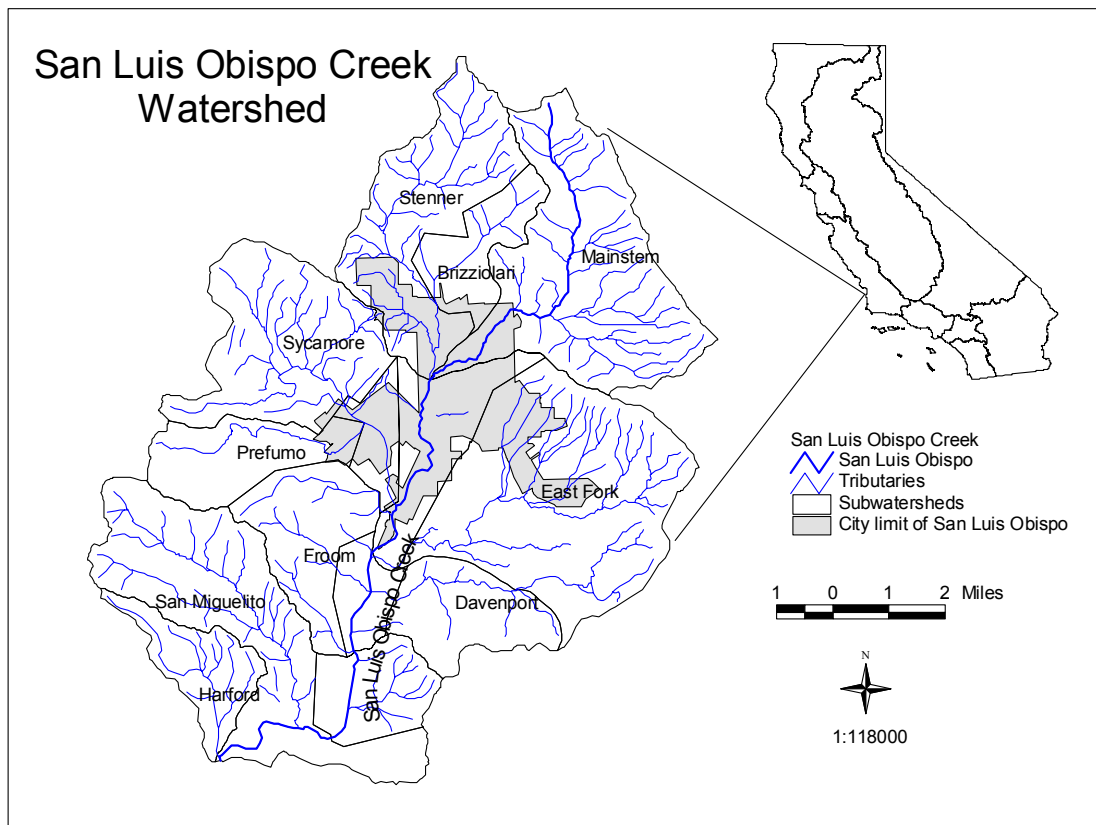 San Luis Obispo Creek
Watershed
Stenner
Brizziolari
Mainstem
Sycamore
Prefumo
East Fork
Froom
San Miguelito
Davenport
Harford
San Luis Obispo Creek
San Luis Obispo Creek
San Luis Obispo
Tributaries
Subwatersheds
City limit of San Luis Obispo
1 0 1 2 Miles
N
1:118000